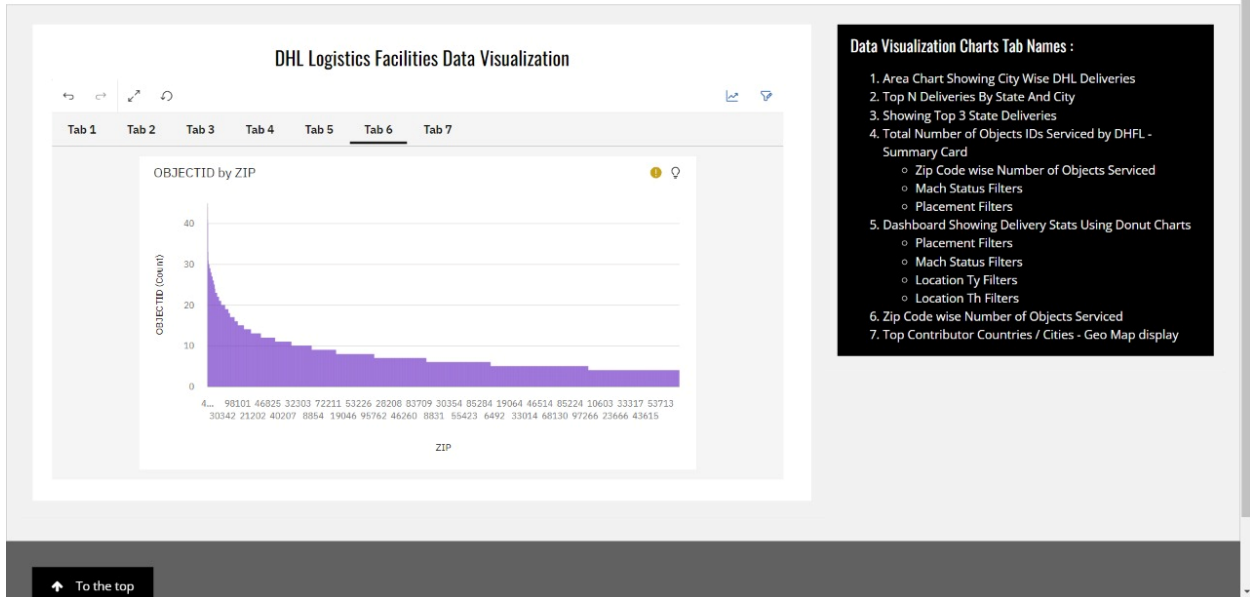 DHL Logistics Facilities Data Visualization
Tab 1 Tab 2 Tab 3 Tab 4 Tab 5 Tab 6 Tab 7
OBJECTID by ZIP
OBJECTID (Count)
40
30
20
10
0
4... 98101 46825 32303 72211 53226 28208 83709 30354 85284 19064 46514 85224 10603 33317 53713
30342 21202 40207 8854 19046 95762 46260 8831 55423 6492 33014 68130 97266 23666 43615
ZIP
Data Visualization Charts Tab Names :
1. Area Chart Showing City Wise DHL Deliveries
2. Top N Deliveries By State And City
3. Showing Top 3 State Deliveries
4. Total Number of Objects IDs Serviced by DHFL -
Summary Card
Zip Code wise Number of Objects Serviced
Mach Status Filters
Placement Filters
5. Dashboard Showing Delivery Stats Using Donut Charts
Placement Filters
Mach Status Filters
Location Ty Filters
Location Th Filters
6. Zip Code wise Number of Objects Serviced
7. Top Contributor Countries / Cities - Geo Map display
To the top